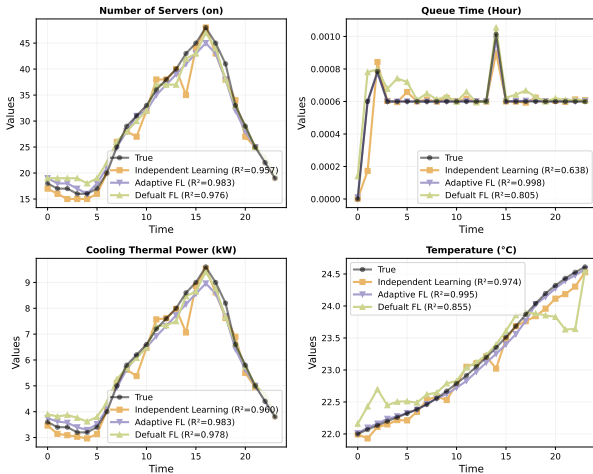 Number of Servers (on)
Values
45
40
35
30
25
20
15
0
5
10
15
20
Time
True
Independent Learning (R²=0.957)
Adaptive FL (R²=0.983)
Defualt FL (R²=0.976)
Queue Time (Hour)
Values
0.0010
0.0008
0.0006
0.0004
0.0002
0.0000
0
5
10
15
20
Time
True
Independent Learning (R²=0.638)
Adaptive FL (R²=0.998)
Defualt FL (R²=0.805)
Cooling Thermal Power (kW)
Values
9
8
7
6
5
4
3
0
5
10
15
20
Time
True
Independent Learning (R²=0.960)
Adaptive FL (R²=0.983)
Defualt FL (R²=0.978)
Temperature (°C)
Values
24.5
24.0
23.5
23.0
22.5
22.0
0
5
10
15
20
Time
True
Independent Learning (R²=0.974)
Adaptive FL (R²=0.995)
Defualt FL (R²=0.855)